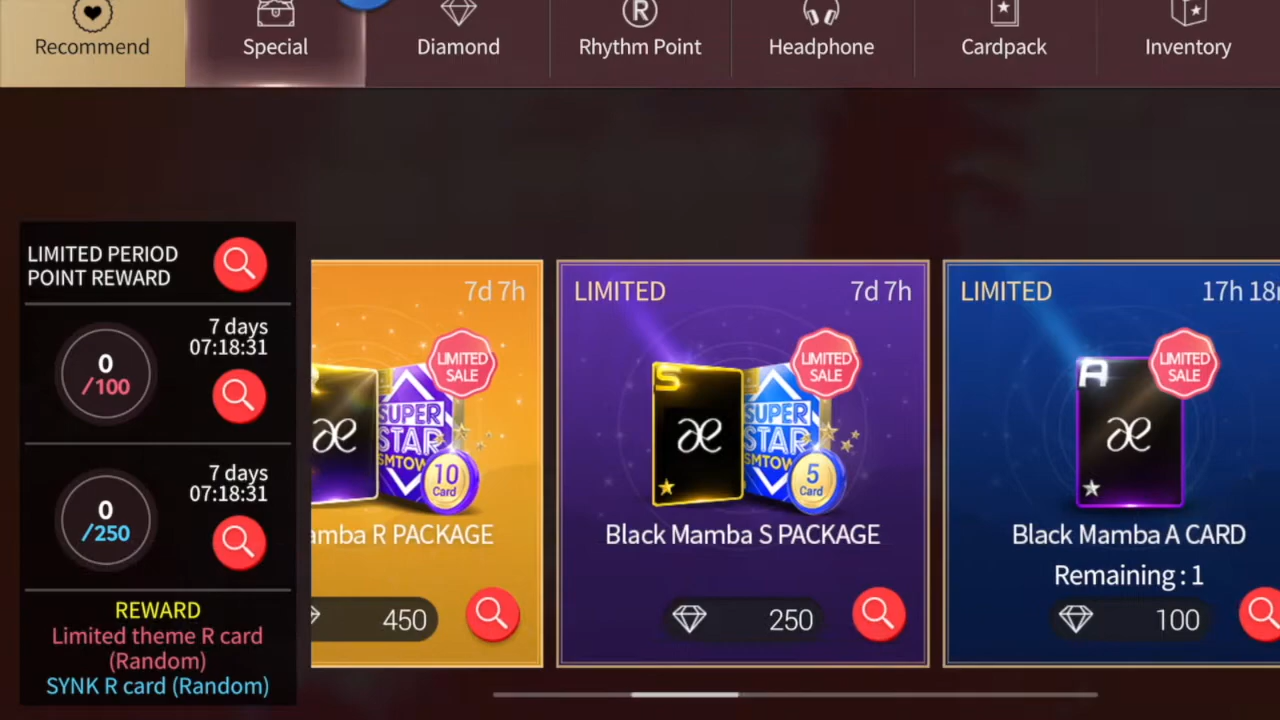 Recommend
Special
Diamond
Rhythm Point
Headphone
Cardpack
Inventory
LIMITED PERIOD
POINT REWARD
7 days
07:18:31
0
/100
7 days
07:18:31
0
/250
REWARD
Limited theme R card
(Random)
SYNK R card (Random)
7d 7h
LIMITED
SALE
æ
SUPER
STAR
SMTOW
10
Card
amba R PACKAGE
450
LIMITED
7d 7h
LIMITED
SALE
S
æ
SUPER
STAR
SMTOW
5
Card
Black Mamba S PACKAGE
250
LIMITED
17h 18m
LIMITED
SALE
A
æ
Black Mamba A CARD
Remaining : 1
100